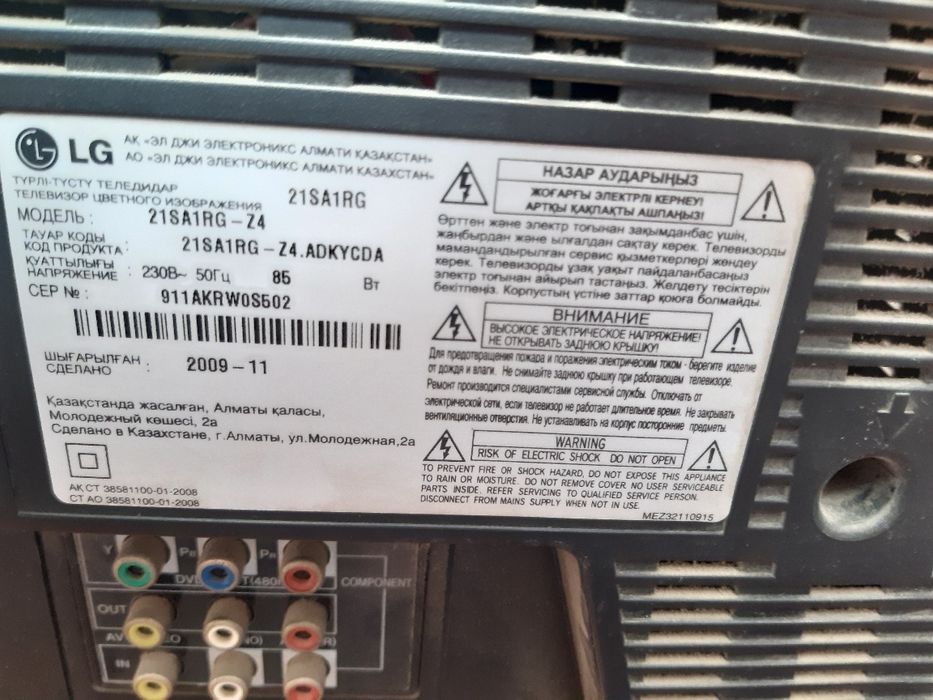 LG
АҚ «ЭЛ ДЖИ ЭЛЕКТРОНИКС АЛМАТИ ҚАЗАҚСТАН»
АО «ЭЛ ДЖИ ЭЛЕКТРОНИКС АЛМАТИ КАЗАХСТАН»
ТҮРЛІ-ТҮСТҮ ТЕЛЕДИДАР
ТЕЛЕВИЗОР ЦВЕТНОГО ИЗОБРАЖЕНИЯ 21SA1RG
МОДЕЛЬ : 21SA1RG-Z4
ТАУАР КОДЫ
КОД ПРОДУКТА : 21SA1RG-Z4.ADKYCDA
ҚУАТТЫЛЫҒЫ
НАПРЯЖЕНИЕ : 230В~ 50Гц 85 Вт
СЕР № : 911AKRW0S502
ШЫҒАРЫЛҒАН
СДЕЛАНО : 2009-11
Қазақстанда жасалған, Алматы қаласы,
Молодежный көшесі, 2а
Сделано в Казахстане, г.Алматы, ул.Молодежная,2а
АҚ СТ 38581100-01-2008
СТ АО 38581100-01-2008
НАЗАР АУДАРЫҢЫЗ
ЖОҒАРҒЫ ЭЛЕКТРЛІ КЕРНЕУ!
АРТҚЫ ҚАҚПАҚТЫ АШПАҢЫЗ!
Өрттен және электр тоғынан зақымданбас үшін,
жаңбырдан және ылғалдан сақтау керек. Телевизорды
мамандандырылған сервис қызметкерлері жөндеу
керек. Телевизорды ұзақ уақыт пайдаланбасаңыз
электр тоғынан айырып тастаңыз. Желдету тесіктерін
бекітпеңіз. Корпустың үстіне заттар қоюға болмайды.
ВНИМАНИЕ
ВЫСОКОЕ ЭЛЕКТРИЧЕСКОЕ НАПРЯЖЕНИЕ!
НЕ ОТКРЫВАТЬ ЗАДНЮЮ КРЫШКУ!
Для предотвращения пожара и поражения электрическим током - берегите изделие
от дождя и влаги. Не снимайте заднюю крышку при работающем телевизоре.
Ремонт производится специалистами сервисной службы. Отключать от
электрической сети, если телевизор не работает длительное время. Не закрывать
вентиляционные отверстия. Не устанавливать на корпус посторонние предметы.
WARNING
RISK OF ELECTRIC SHOCK DO NOT OPEN
TO PREVENT FIRE OR SHOCK HAZARD, DO NOT EXPOSE THIS APPLIANCE
TO RAIN OR MOISTURE. DO NOT REMOVE COVER. NO USER SERVICEABLE
PARTS INSIDE. REFER SERVICING TO QUALIFIED SERVICE PERSON.
DISCONNECT FROM MAINS SUPPLY WHEN NOT IN USE.
MEZ32110915
Y
COMPONENT
OUT
IN